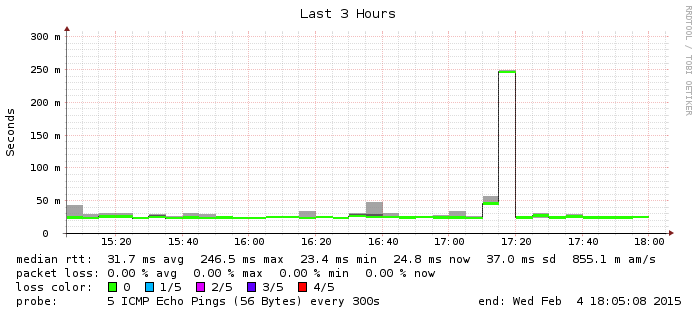 Last 3 Hours
RRDTOOL / TOBI OETIKER
Seconds
300 m
250 m
200 m
150 m
100 m
50 m
0
15:20 15:40 16:00 16:20 16:40 17:00 17:20 17:40 18:00
median rtt: 31.7 ms avg 246.5 ms max 23.4 ms min 24.8 ms now 37.0 ms sd 855.1 m am/s
packet loss: 0.00 % avg 0.00 % max 0.00 % min 0.00 % now
loss color: 0 1/5 2/5 3/5 4/5
probe: 5 ICMP Echo Pings (56 Bytes) every 300s end: Wed Feb 4 18:05:08 2015